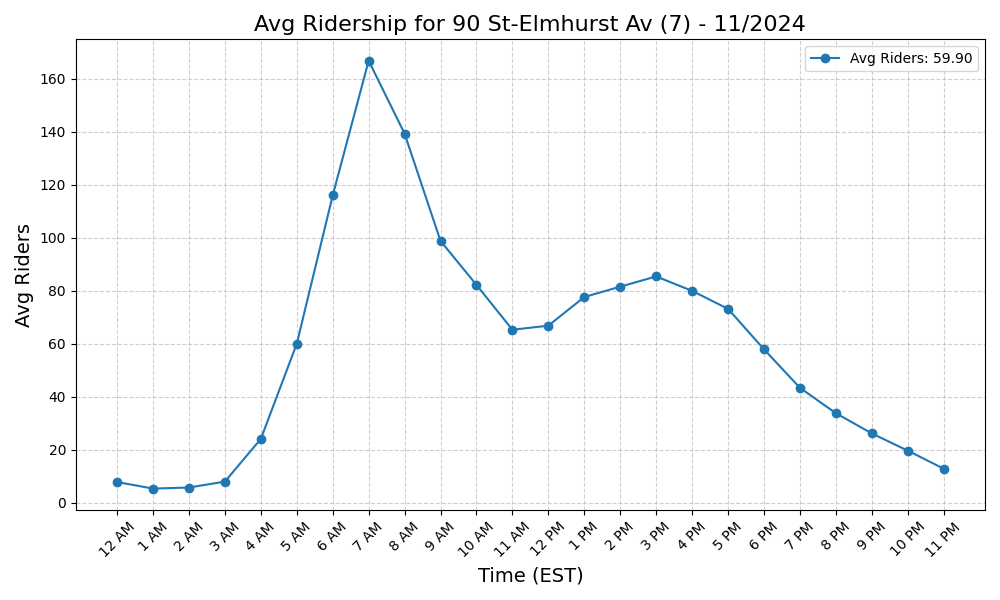 Avg Ridership for 90 St-Elmhurst Av (7) - 11/2024
Avg Riders: 59.90
Avg Riders
160
140
120
100
80
60
40
20
0
12 AM
1 AM
2 AM
3 AM
4 AM
5 AM
6 AM
7 AM
8 AM
9 AM
10 AM
11 AM
12 PM
1 PM
2 PM
3 PM
4 PM
5 PM
6 PM
7 PM
8 PM
9 PM
10 PM
11 PM
Time (EST)